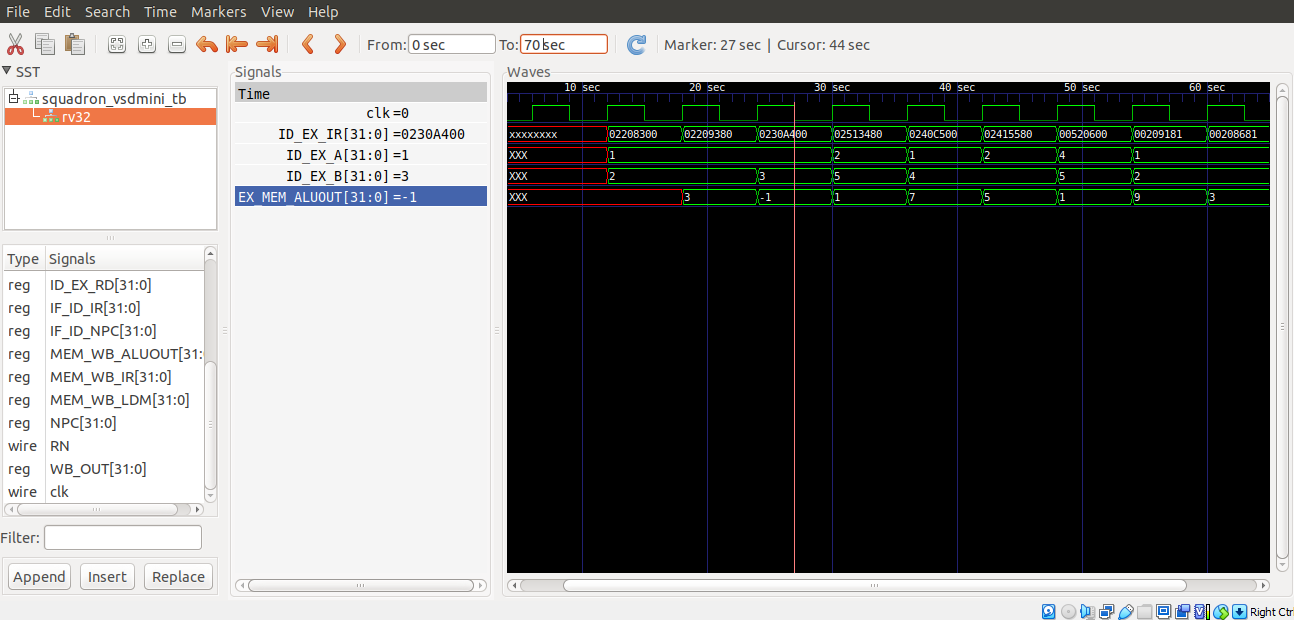 File Edit Search Time Markers View Help
From: 0 sec To: 70 sec Marker: 27 sec | Cursor: 44 sec
SST
squadron_vsdmini_tb
rv32
Type Signals
reg ID_EX_RD[31:0]
reg IF_ID_IR[31:0]
reg IF_ID_NPC[31:0]
reg MEM_WB_ALUOUT[31:
reg MEM_WB_IR[31:0]
reg MEM_WB_LDM[31:0]
reg NPC[31:0]
wire RN
reg WB_OUT[31:0]
wire clk
Filter:
Append Insert Replace
Signals
Time
clk=0
ID_EX_IR[31:0]=0230A400
ID_EX_A[31:0]=1
ID_EX_B[31:0]=3
EX_MEM_ALUOUT[31:0]=-1
Waves
10 sec 20 sec 30 sec 40 sec 50 sec 60 sec
xxxxxxxx 02208300 02209380 0230A400 02513480 0240C500 02415580 00520600 00209181 00208681
XXX 1 2 1 2 4 1
XXX 2 3 5 4 5 2
XXX 3 -1 1 7 5 1 9 3
Right Ctr